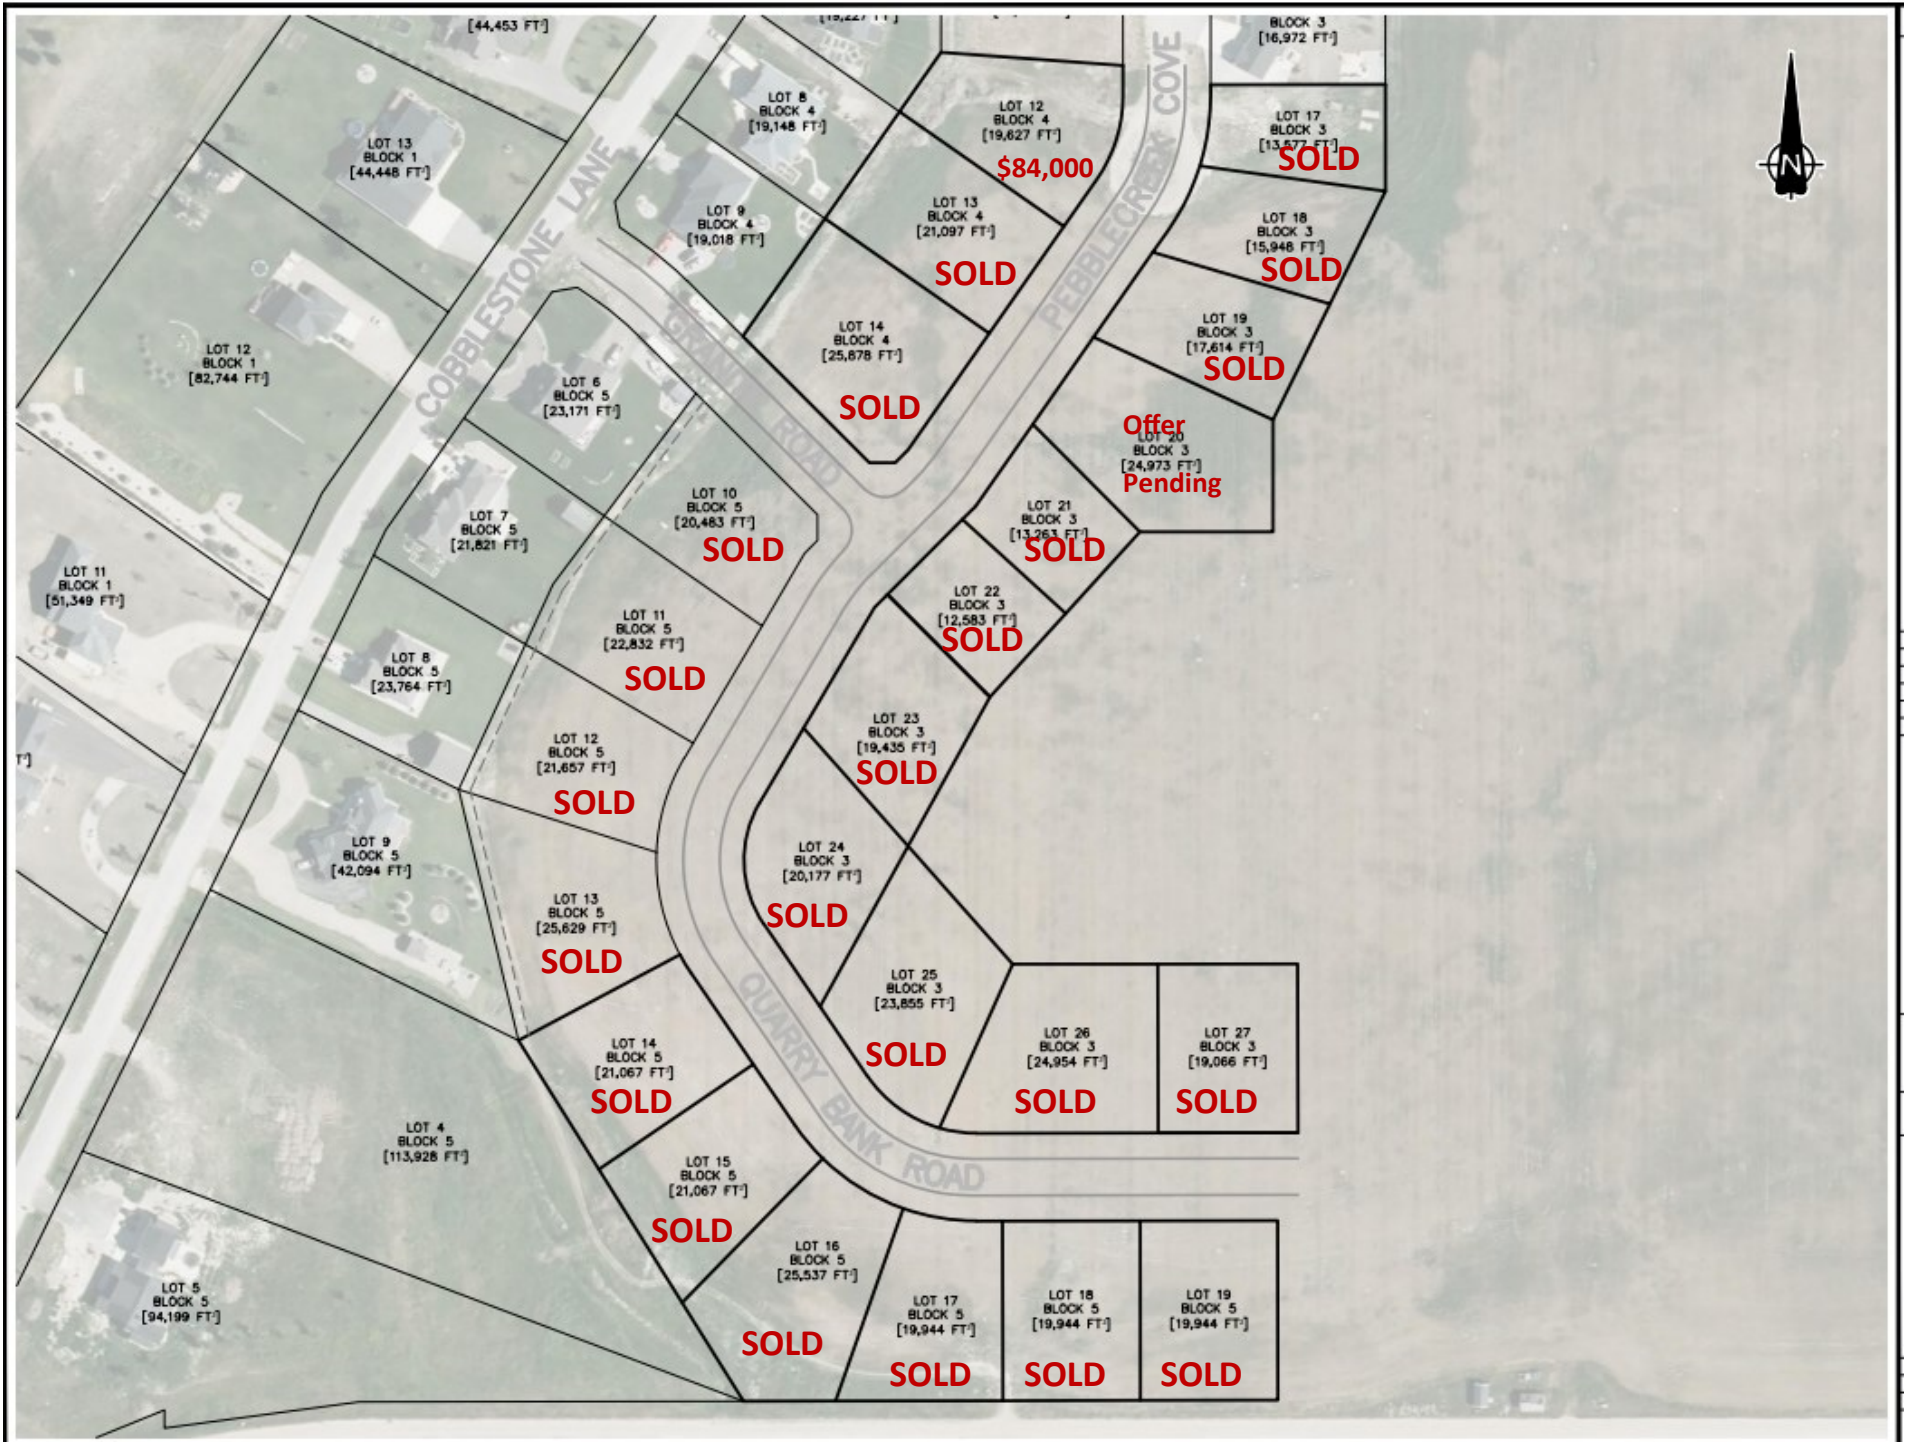 [44,453 FT²]
BLOCK 3
[16,972 FT²]
LOT 8
BLOCK 4
[19,148 FT²]
LOT 12
BLOCK 4
[19,627 FT²]
$84,000
COVE
PEBBLECREEK
LOT 17
BLOCK 3
[13,577 FT²]
SOLD
N
LOT 13
BLOCK 1
[44,448 FT²]
LOT 9
BLOCK 4
[19,018 FT²]
LOT 13
BLOCK 4
[21,097 FT²]
SOLD
LOT 18
BLOCK 3
[15,948 FT²]
SOLD
COBBLESTONE LANE
LOT 12
BLOCK 1
[82,744 FT²]
GRAND ROAD
LOT 14
BLOCK 4
[25,878 FT²]
SOLD
LOT 19
BLOCK 3
[17,614 FT²]
SOLD
LOT 6
BLOCK 5
[23,171 FT²]
Offer
LOT 20
BLOCK 3
[24,973 FT²]
Pending
LOT 7
BLOCK 5
[21,821 FT²]
LOT 10
BLOCK 5
[20,483 FT²]
SOLD
LOT 21
BLOCK 3
[13,263 FT²]
SOLD
LOT 11
BLOCK 1
[51,349 FT²]
LOT 22
BLOCK 3
[12,583 FT²]
SOLD
LOT 11
BLOCK 5
[22,832 FT²]
SOLD
LOT 8
BLOCK 5
[23,764 FT²]
LOT 23
BLOCK 3
[19,435 FT²]
SOLD
LOT 12
BLOCK 5
[21,657 FT²]
SOLD
LOT 9
BLOCK 5
[42,094 FT²]
LOT 24
BLOCK 3
[20,177 FT²]
SOLD
LOT 13
BLOCK 5
[25,629 FT²]
SOLD
LOT 25
BLOCK 3
[23,855 FT²]
SOLD
LOT 26
BLOCK 3
[24,954 FT²]
SOLD
LOT 27
BLOCK 3
[19,066 FT²]
SOLD
LOT 14
BLOCK 5
[21,067 FT²]
SOLD
QUARRY BANK ROAD
LOT 4
BLOCK 5
[113,928 FT²]
LOT 15
BLOCK 5
[21,067 FT²]
SOLD
LOT 16
BLOCK 5
[25,537 FT²]
SOLD
LOT 5
BLOCK 5
[94,199 FT²]
LOT 17
BLOCK 5
[19,944 FT²]
SOLD
LOT 18
BLOCK 5
[19,944 FT²]
SOLD
LOT 19
BLOCK 5
[19,944 FT²]
SOLD